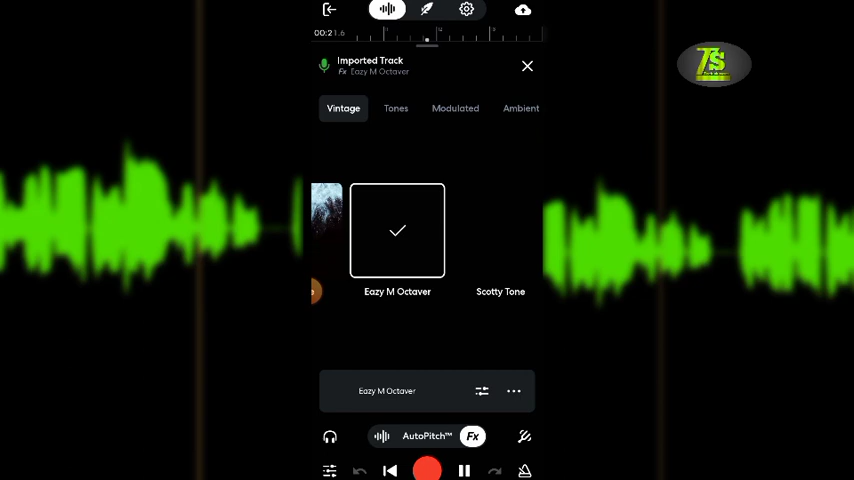 00:21.6
Imported Track
Fx Eazy M Octaver
Vintage
Tones
Modulated
Ambient
Eazy M Octaver
Scotty Tone
Eazy M Octaver
AutoPitch™
Fx
7S